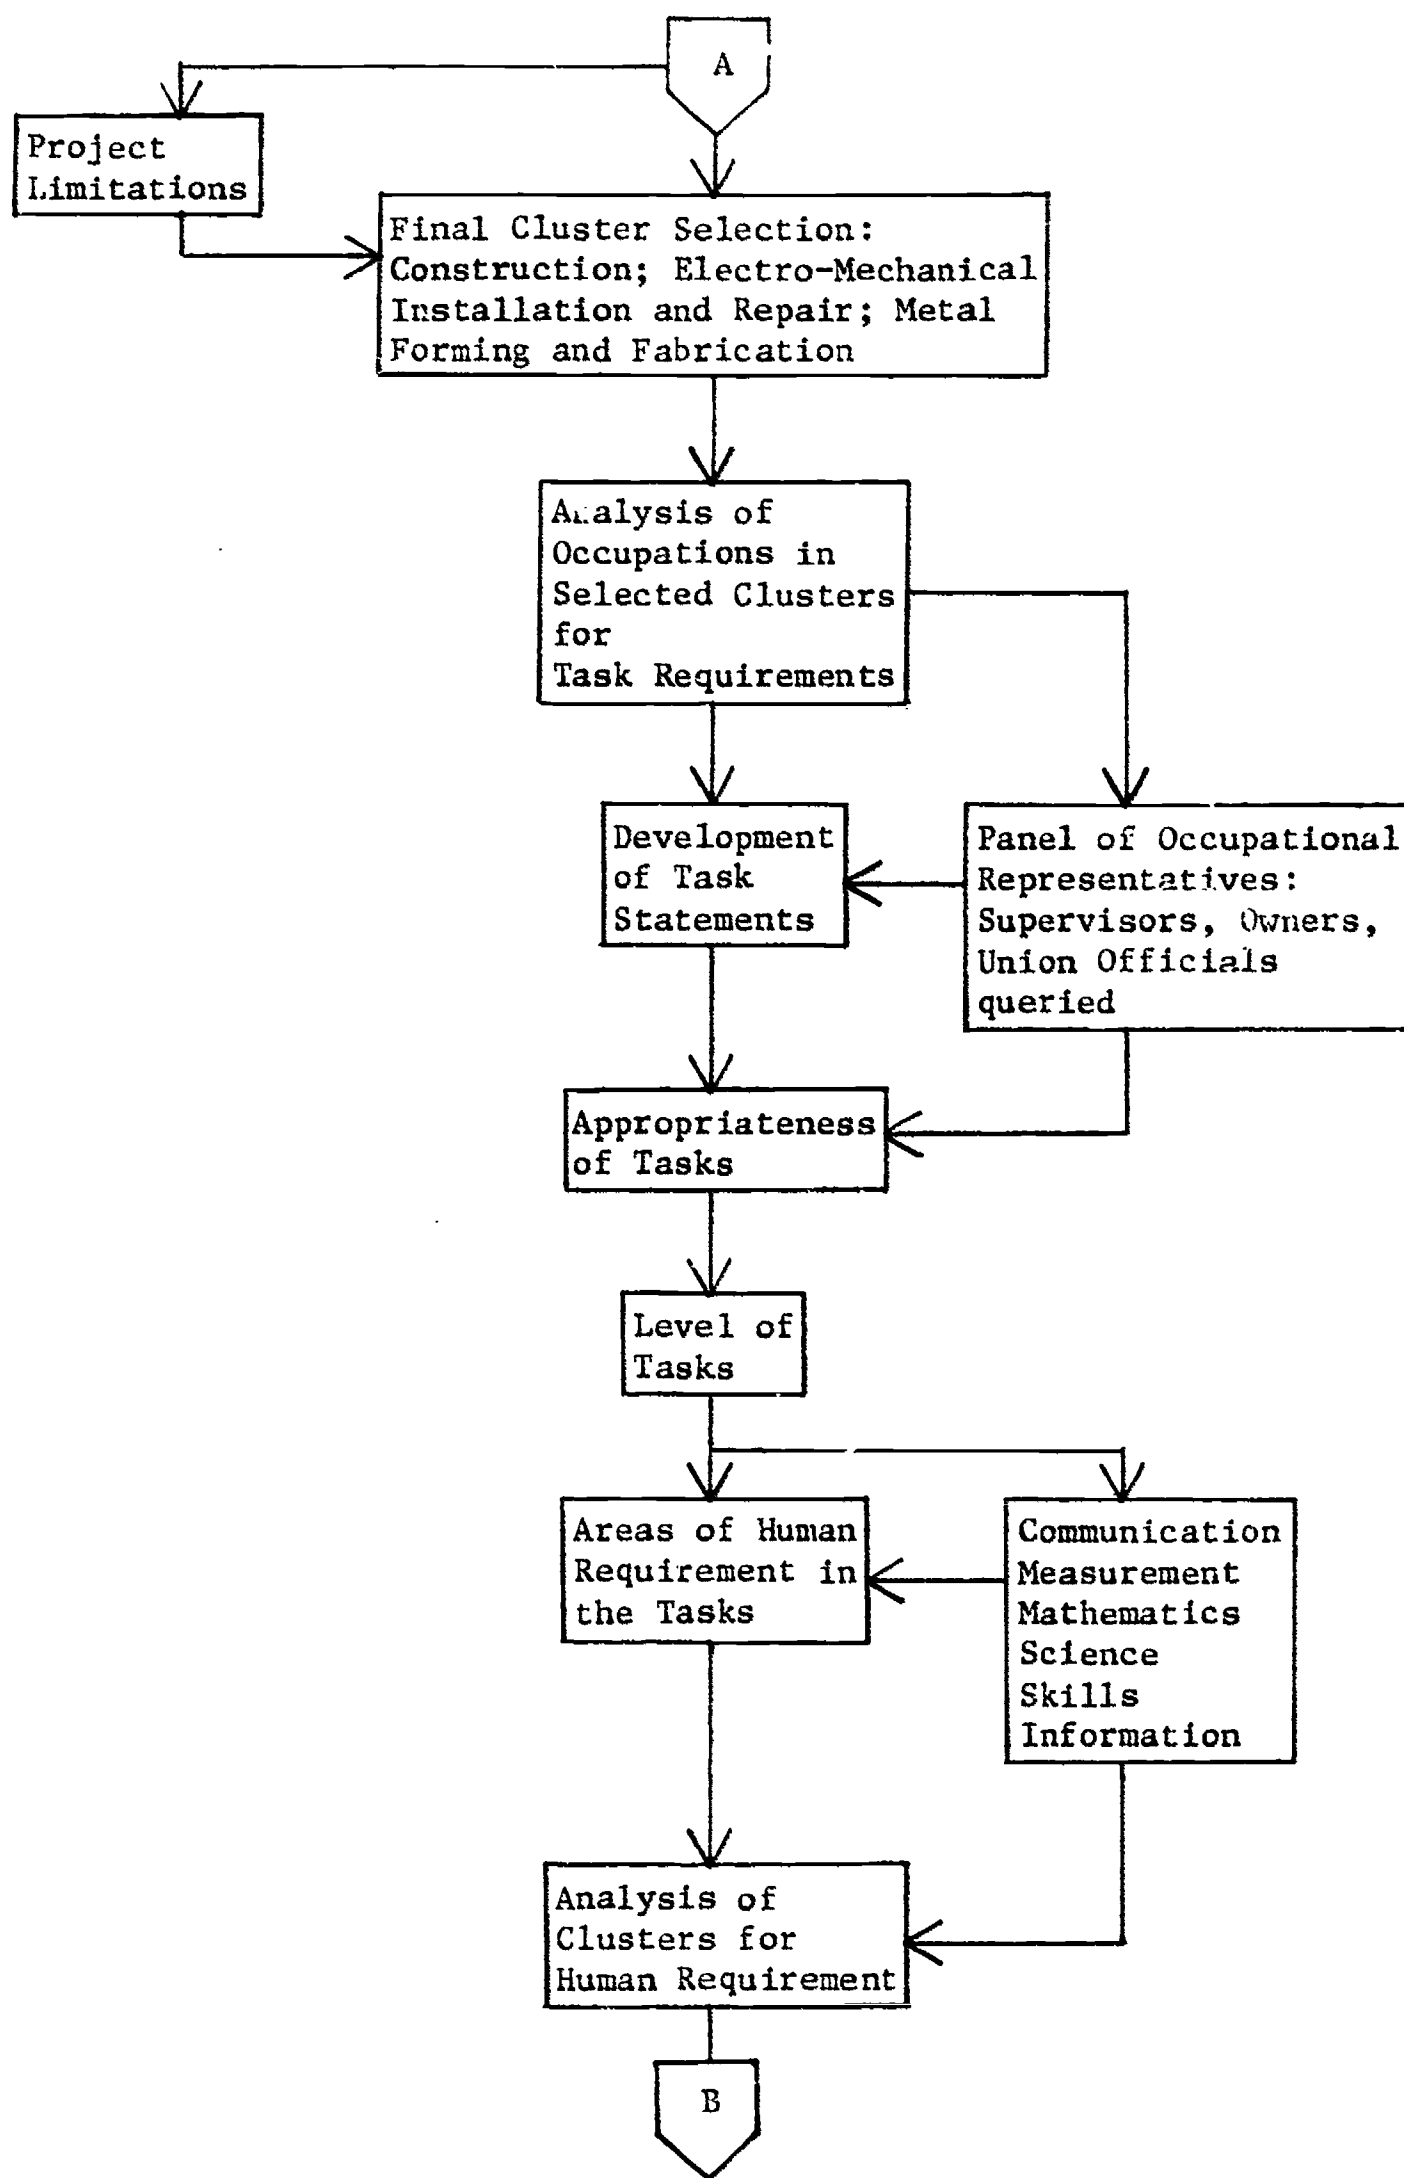 A
Project
Limitations
Final Cluster Selection:
Construction; Electro-Mechanical
Installation and Repair; Metal
Forming and Fabrication
Analysis of
Occupations in
Selected Clusters
for
Task Requirements
Development
of Task
Statements
Panel of Occupational
Representatives:
Supervisors, Owners,
Union Officials
queried
Appropriateness
of Tasks
Level of
Tasks
Areas of Human
Requirement in
the Tasks
Communication
Measurement
Mathematics
Science
Skills
Information
Analysis of
Clusters for
Human Requirement
B